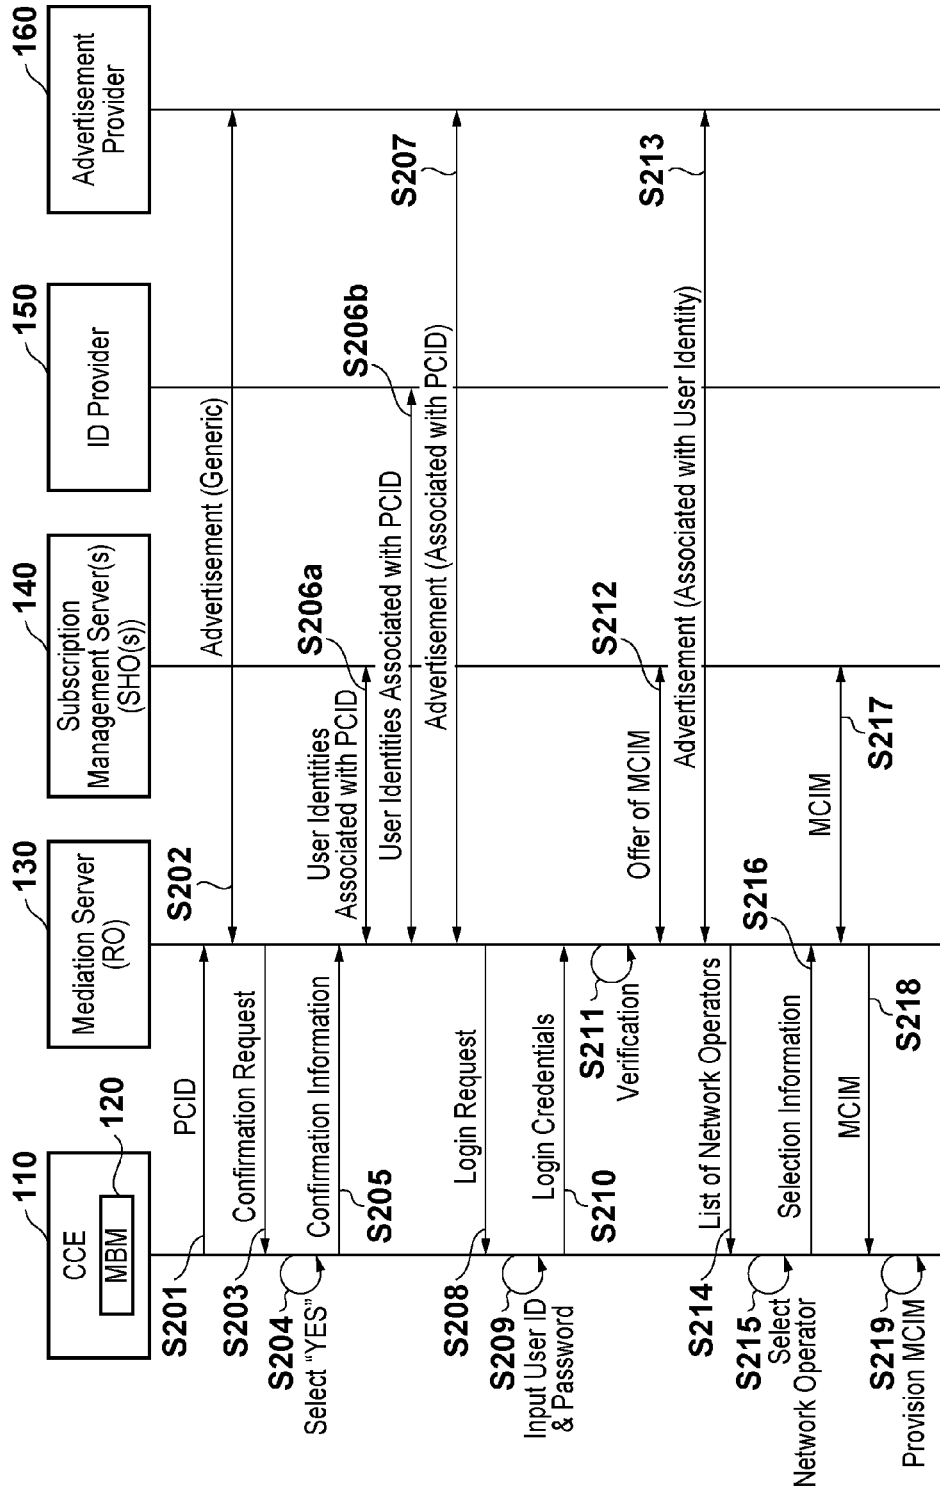 110
CCE
120
MBM
130
Mediation Server
(RO)
140
Subscription
Management Server(s)
(SHO(s))
150
ID Provider
160
Advertisement
Provider
S201
PCID
S202
Advertisement (Generic)
S203
Confirmation Request
S204
Select “YES”
S205
Confirmation Information
S206a
User Identities
Associated with PCID
S206b
User Identities Associated with PCID
S207
Advertisement (Associated with PCID)
S208
Login Request
S209
Input User ID
& Password
S210
Login Credentials
S211
Verification
S212
Offer of MCIM
S213
Advertisement (Associated with User Identity)
S214
List of Network Operators
S215
Select
Network Operator
S216
Selection Information
S217
MCIM
S218
MCIM
S219
Provision MCIM